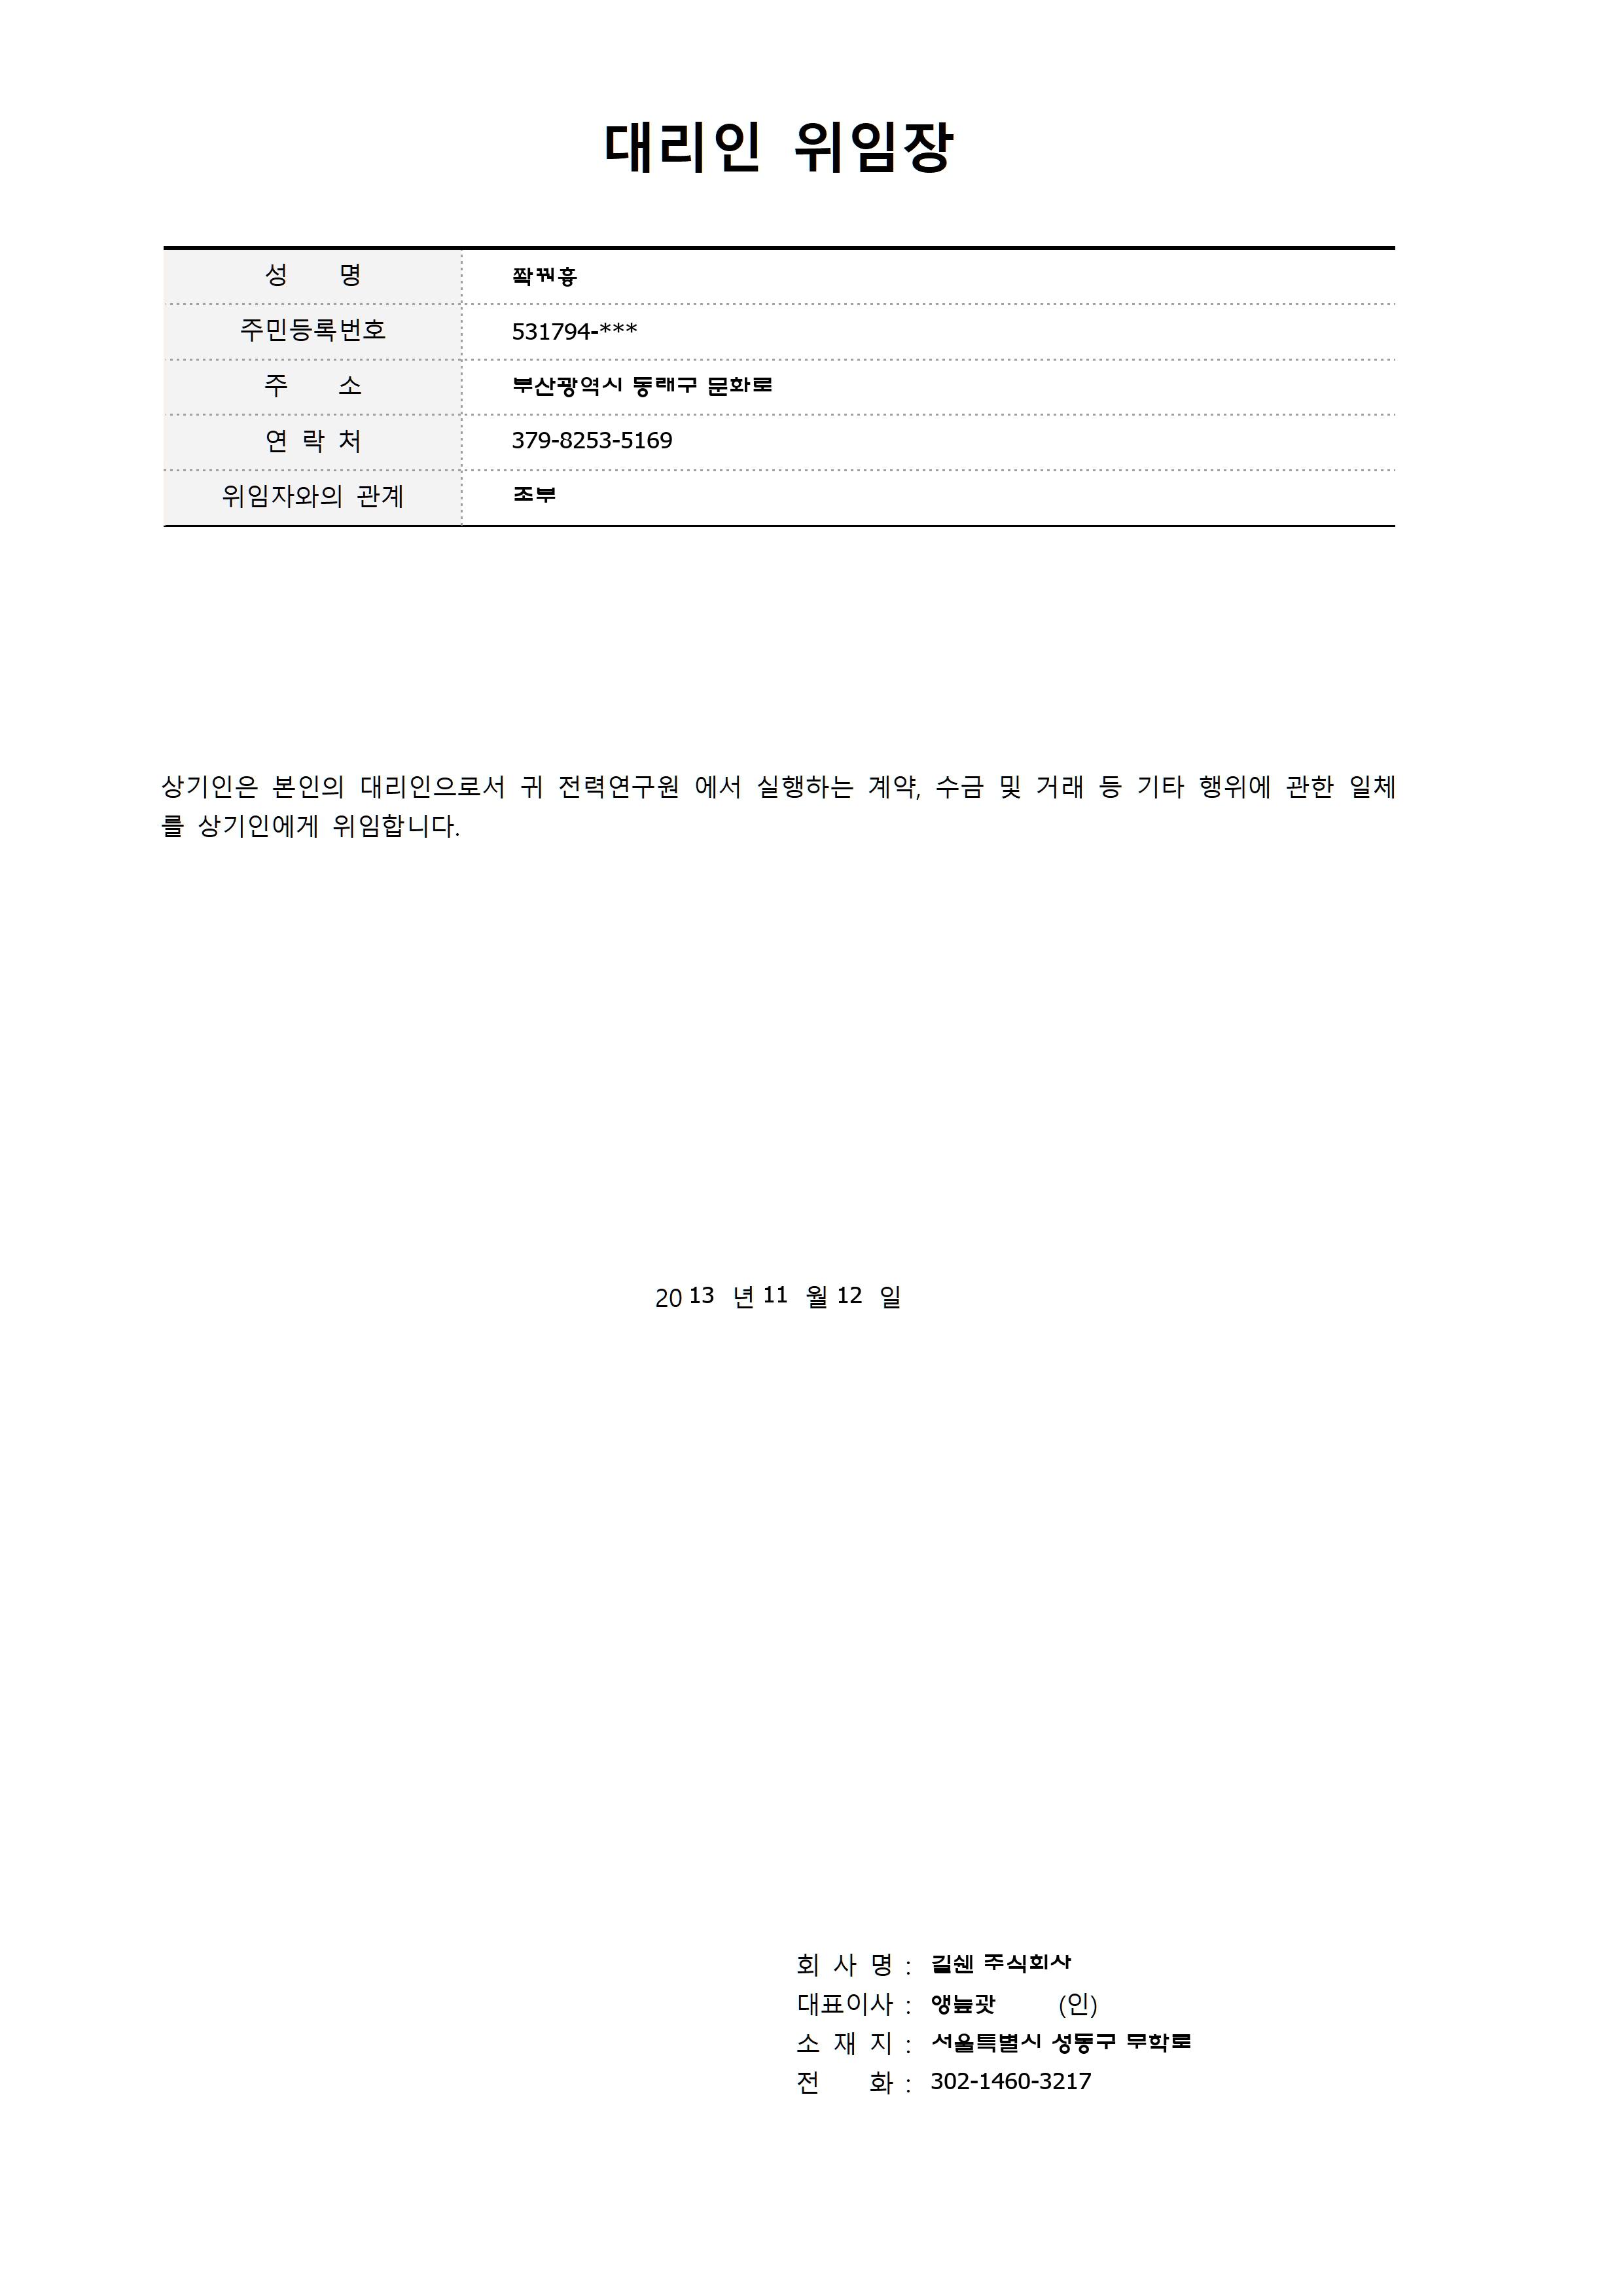 대리인 위임장
성 명 쫙꿔흉
주민등록번호 531794-***
주 소 부산광역시 동래구 문화로
연 락 처 379-8253-5169
위임자와의 관계 조부
상기인은 본인의 대리인으로서 귀 전력연구원 에서 실행하는 계약, 수금 및 거래 등 기타 행위에 관한 일체
를 상기인에게 위임합니다.
20 13 년 11 월 12 일
회 사 명 : 길쉔 주식회사
대표이사 : (인)
소 재 지 : 서울특별시 성동구 무학로
전 화 : 302-1460-3217